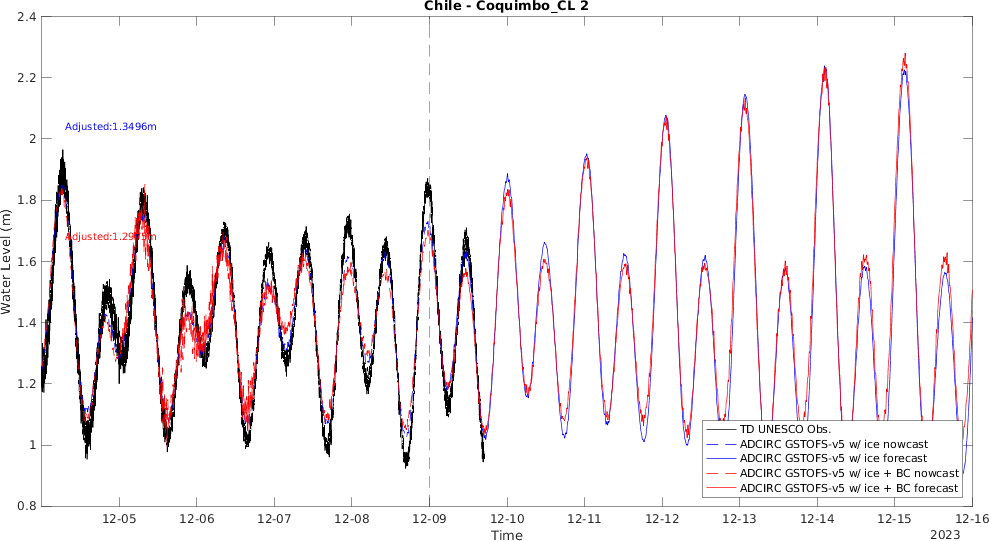 Chile - Coquimbo_CL 2
2.4
2.2
2
1.8
1.6
1.4
1.2
1
0.8
Water Level (m)
Adjusted:1.3496m
TD UNESCO Obs.
ADCIRC GSTOFS-v5 w/ ice nowcast
ADCIRC GSTOFS-v5 w/ ice forecast
ADCIRC GSTOFS-v5 w/ ice + BC nowcast
ADCIRC GSTOFS-v5 w/ ice + BC forecast
12-05 12-06 12-07 12-08 12-09 12-10 12-11 12-12 12-13 12-14 12-15 12-16
Time
2023